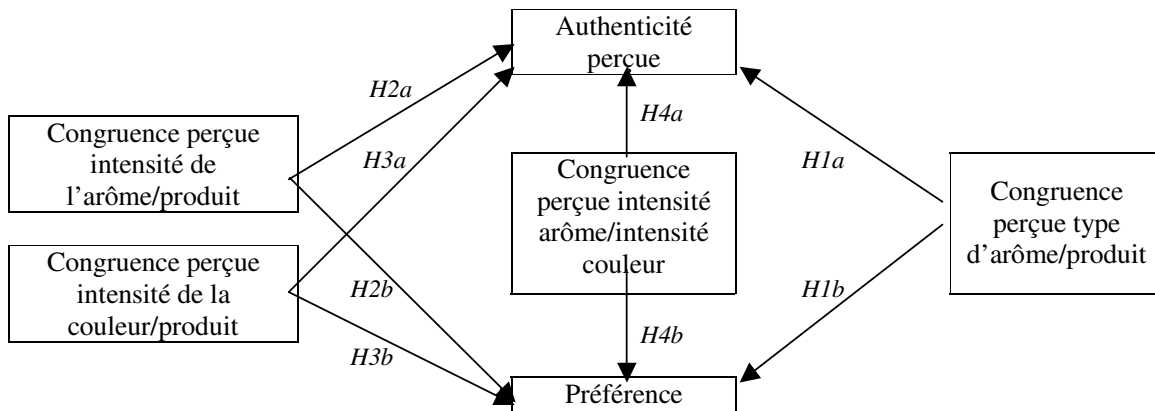 Authenticité
perçue
H2a
H4a
Congruence perçue
intensité de
l'arôme/produit
H3a
H1a
Congruence
perçue intensité
arôme/intensité
couleur
Congruence
perçue type
d'arôme/produit
Congruence perçue
intensité de la
couleur/produit
H2b
H1b
H3b
H4b
Préférence